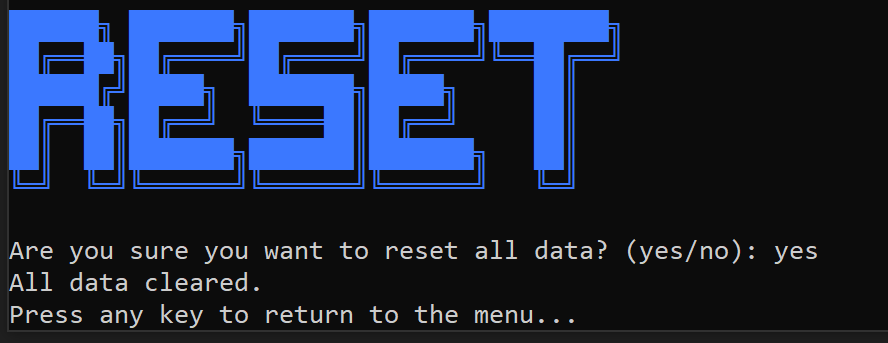 RESET
Are you sure you want to reset all data? (yes/no): yes
All data cleared.
Press any key to return to the menu...